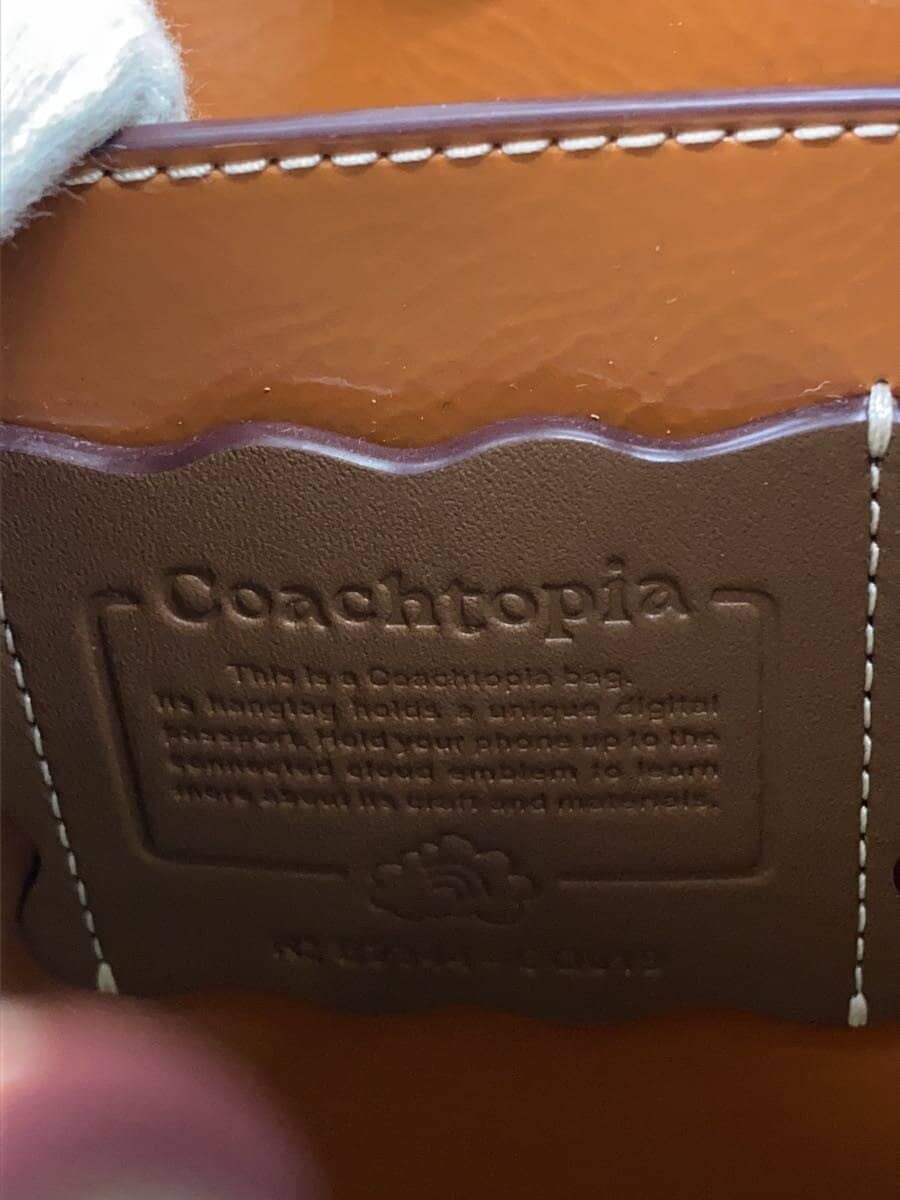 Coachtopia
This is a Coachtopia bag.
Its hangtag holds a unique digital
passport. Hold your phone up to the
connected cloud emblem to learn
more about its craft and materials.